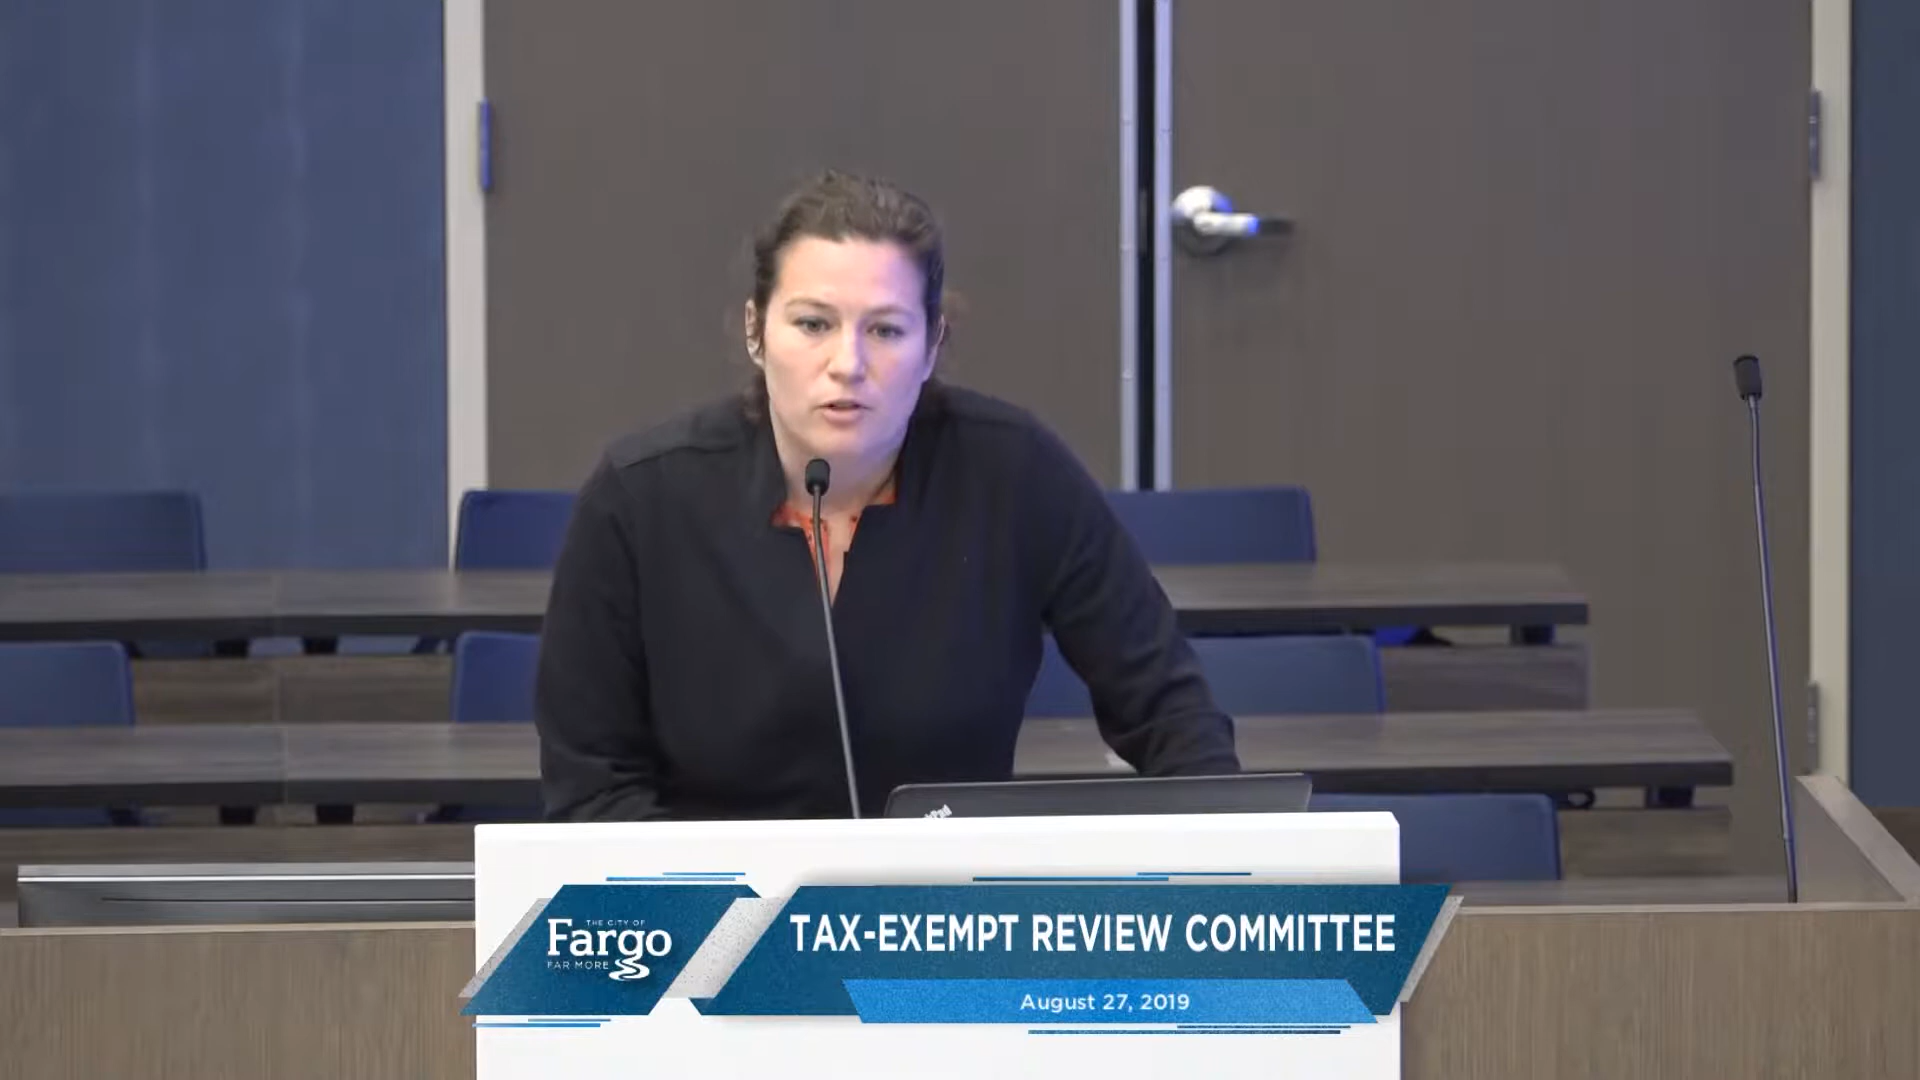 THE CITY OF
Fargo
FAR MORE
TAX-EXEMPT REVIEW COMMITTEE
August 27, 2019